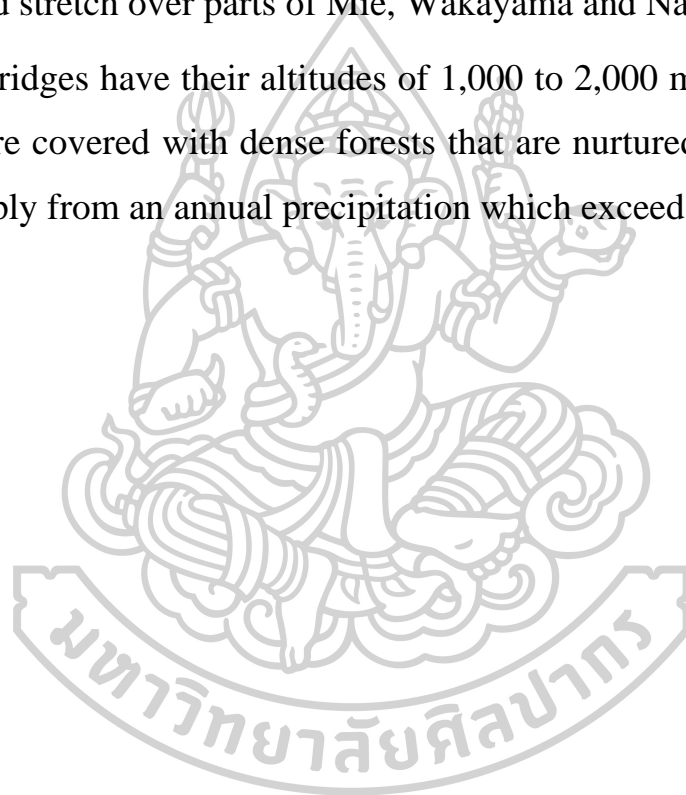 d stretch over parts of Mie, Wakayama and Na
ridges have their altitudes of 1,000 to 2,000 m
re covered with dense forests that are nurtured
ply from an annual precipitation which exceed
มหาวิทยาลัยศิลปากร